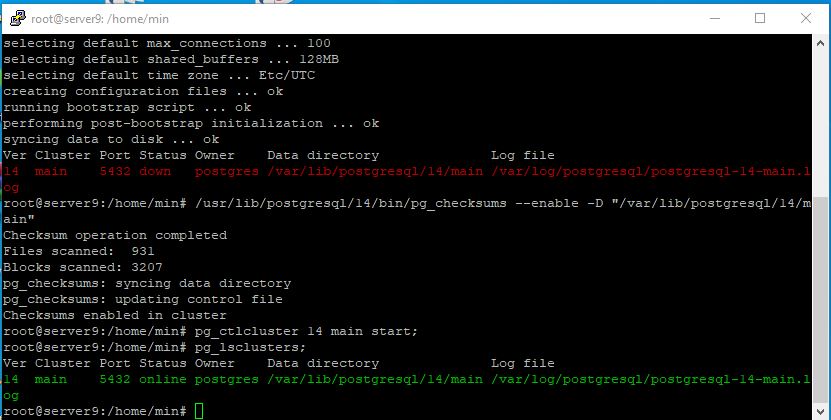 root@server9: /home/min
selecting default max_connections ... 100
selecting default shared_buffers ... 128MB
selecting default time zone ... Etc/UTC
creating configuration files ... ok
running bootstrap script ... ok
performing post-bootstrap initialization ... ok
syncing data to disk ... ok
Ver Cluster Port Status Owner    Data directory              Log file
14  main    5432 down   postgres /var/lib/postgresql/14/main /var/log/postgresql/postgresql-14-main.l
og
root@server9:/home/min# /usr/lib/postgresql/14/bin/pg_checksums --enable -D "/var/lib/postgresql/14/m
ain"
Checksum operation completed
Files scanned:  931
Blocks scanned: 3207
pg_checksums: syncing data directory
pg_checksums: updating control file
Checksums enabled in cluster
root@server9:/home/min# pg_ctlcluster 14 main start;
root@server9:/home/min# pg_lsclusters;
Ver Cluster Port Status Owner    Data directory              Log file
14  main    5432 online postgres /var/lib/postgresql/14/main /var/log/postgresql/postgresql-14-main.l
og
root@server9:/home/min#